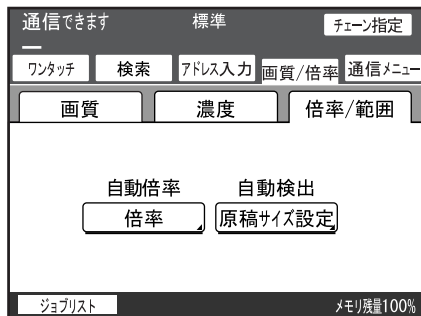 通信できます 標準 チェーン指定
ワンタッチ 検索 アドレス入力 画質/倍率 通信メニュー
画質 濃度 倍率/範囲
自動倍率 自動検出
倍率 原稿サイズ設定
ジョブリスト メモリ残量100%